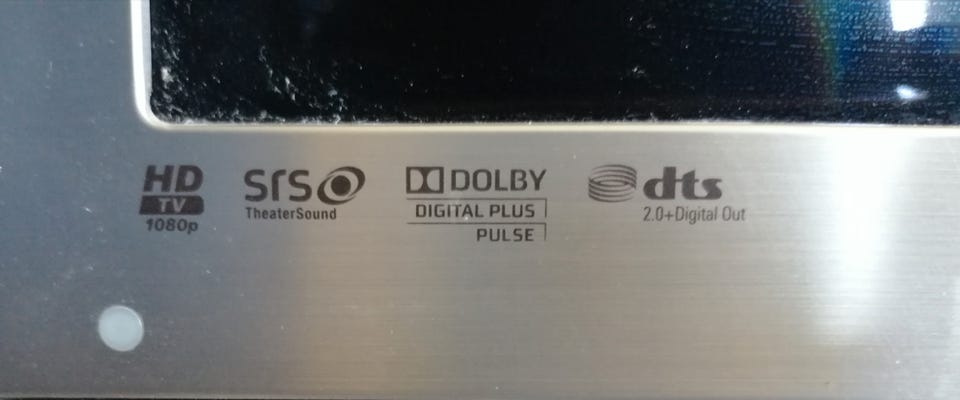 HD
TV
1080p
SrS
TheaterSound
DOLBY
DIGITAL PLUS
PULSE
dts
2.0+Digital Out